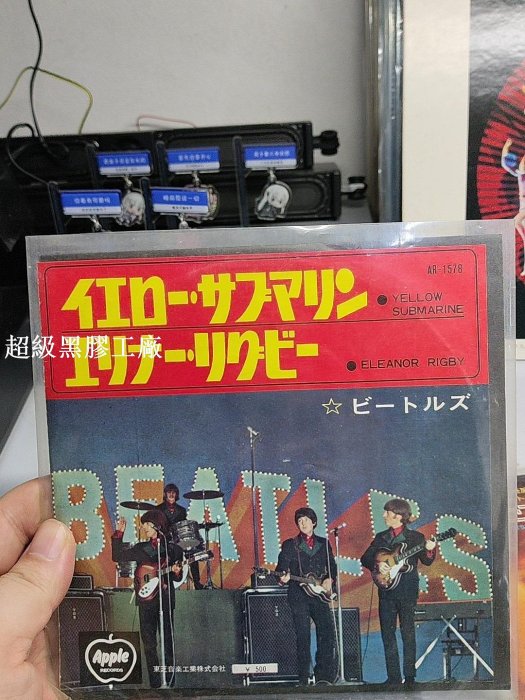 AR-1578
イエロー・サブマリン
● YELLOW
SUBMARINE
エリナー・リグビー
● ELEANOR RIGBY
超級黑膠工廠
☆ ビートルズ
BEATLES
Apple
RECORDS
東芝音楽工業株式会社
¥ 500